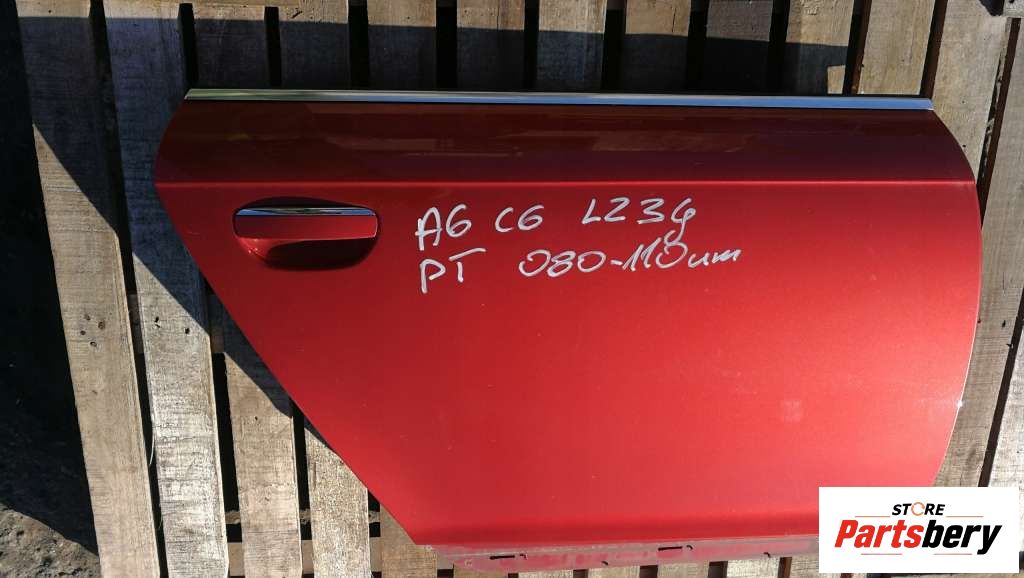 A6 C6 LZ3G
PT 080-110um
STORE
Partsbery